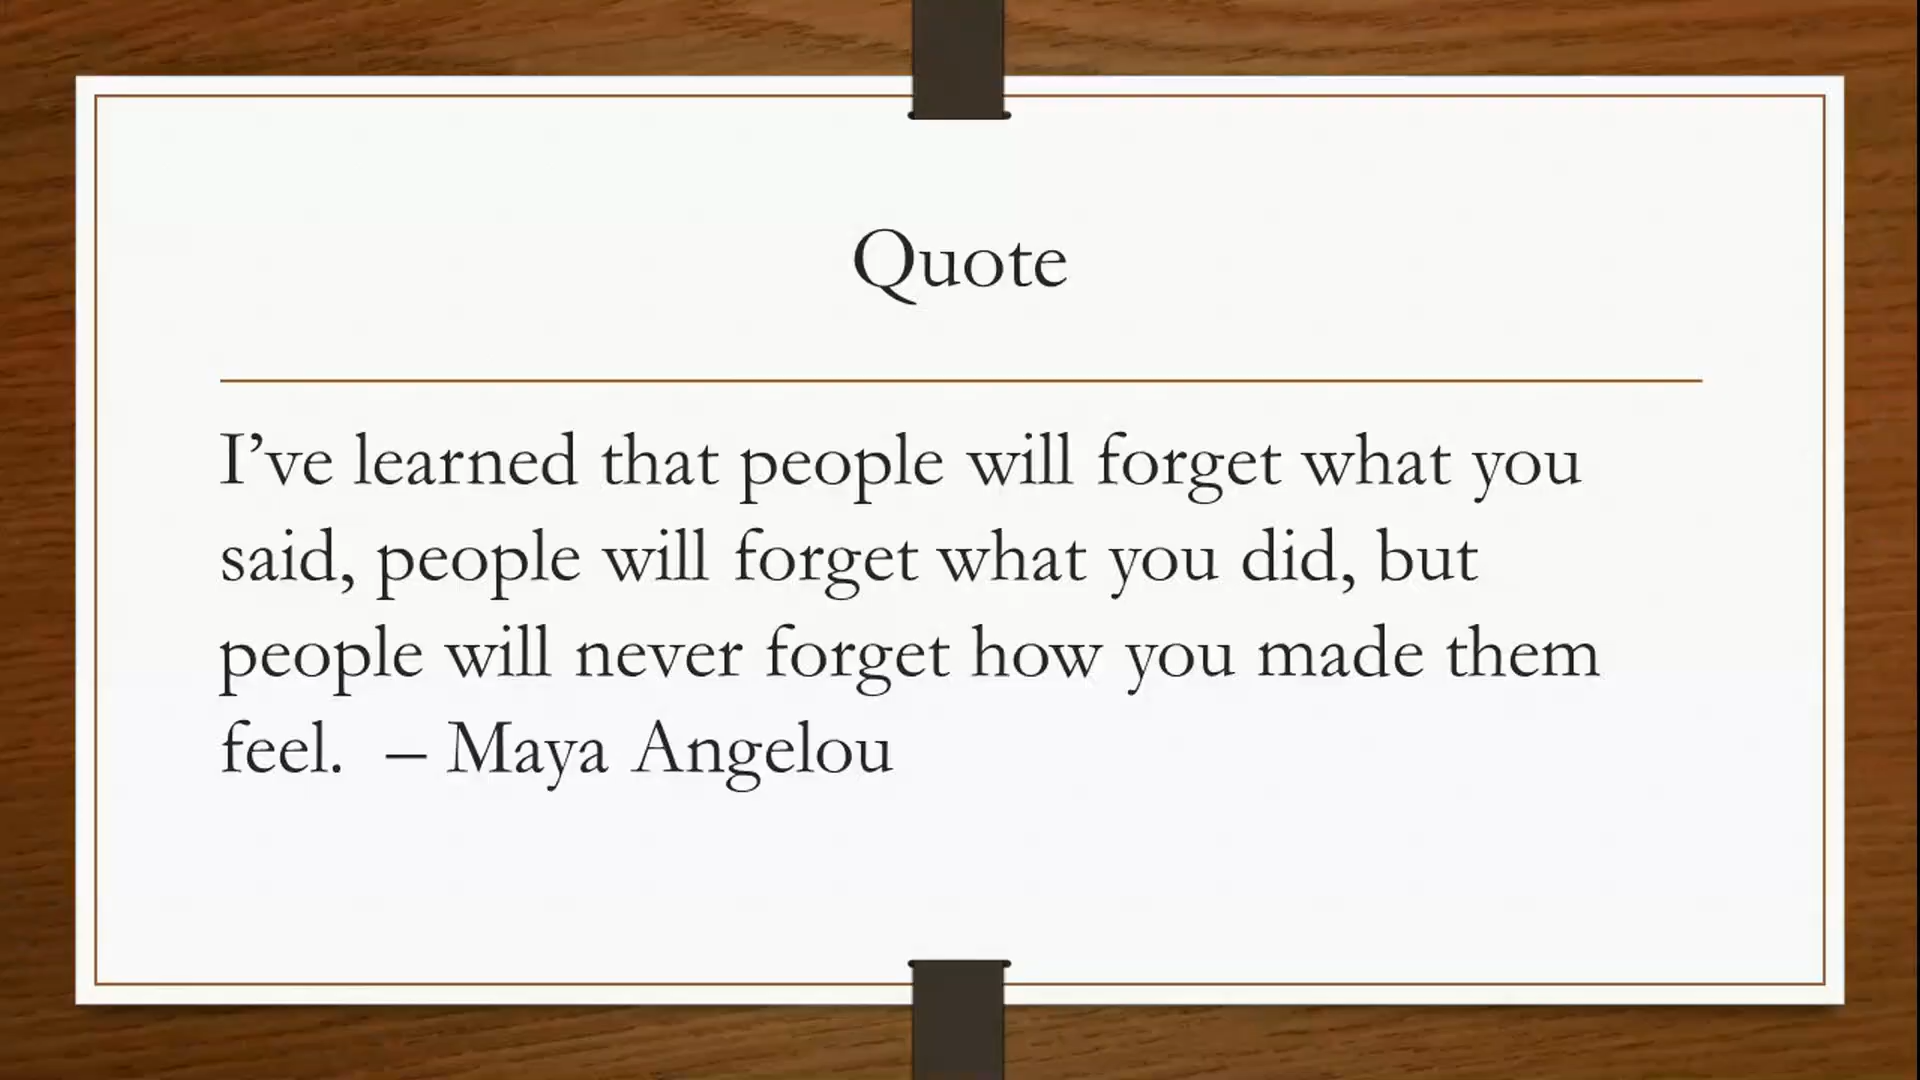 Quote
I’ve learned that people will forget what you
said, people will forget what you did, but
people will never forget how you made them
feel.  – Maya Angelou